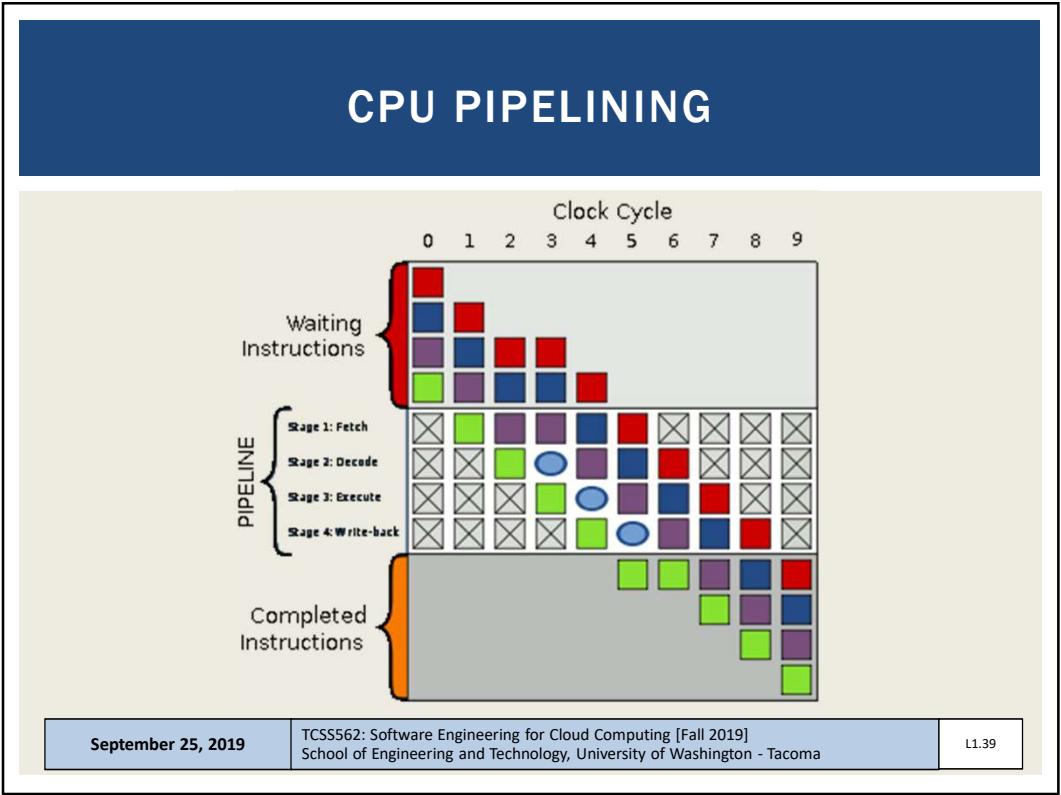 CPU PIPELINING
Clock Cycle
0 1 2 3 4 5 6 7 8 9
Waiting
Instructions
PIPELINE
Stage 1: Fetch
Stage 2: Decode
Stage 3: Execute
Stage 4: Write-back
Completed
Instructions
September 25, 2019
TCSS562: Software Engineering for Cloud Computing [Fall 2019]
School of Engineering and Technology, University of Washington - Tacoma
L1.39